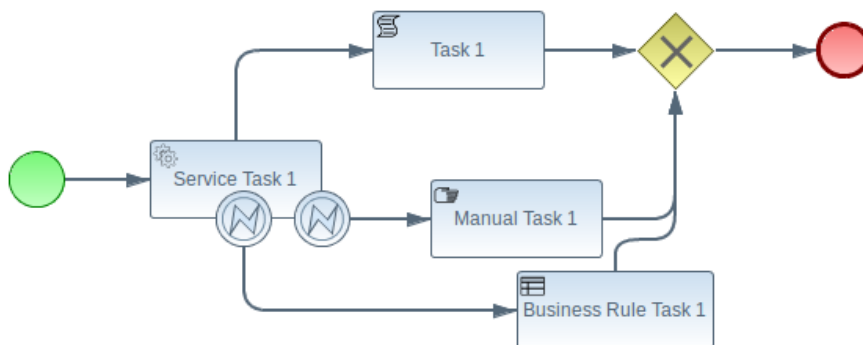 Task 1
Service Task 1
Manual Task 1
Business Rule Task 1